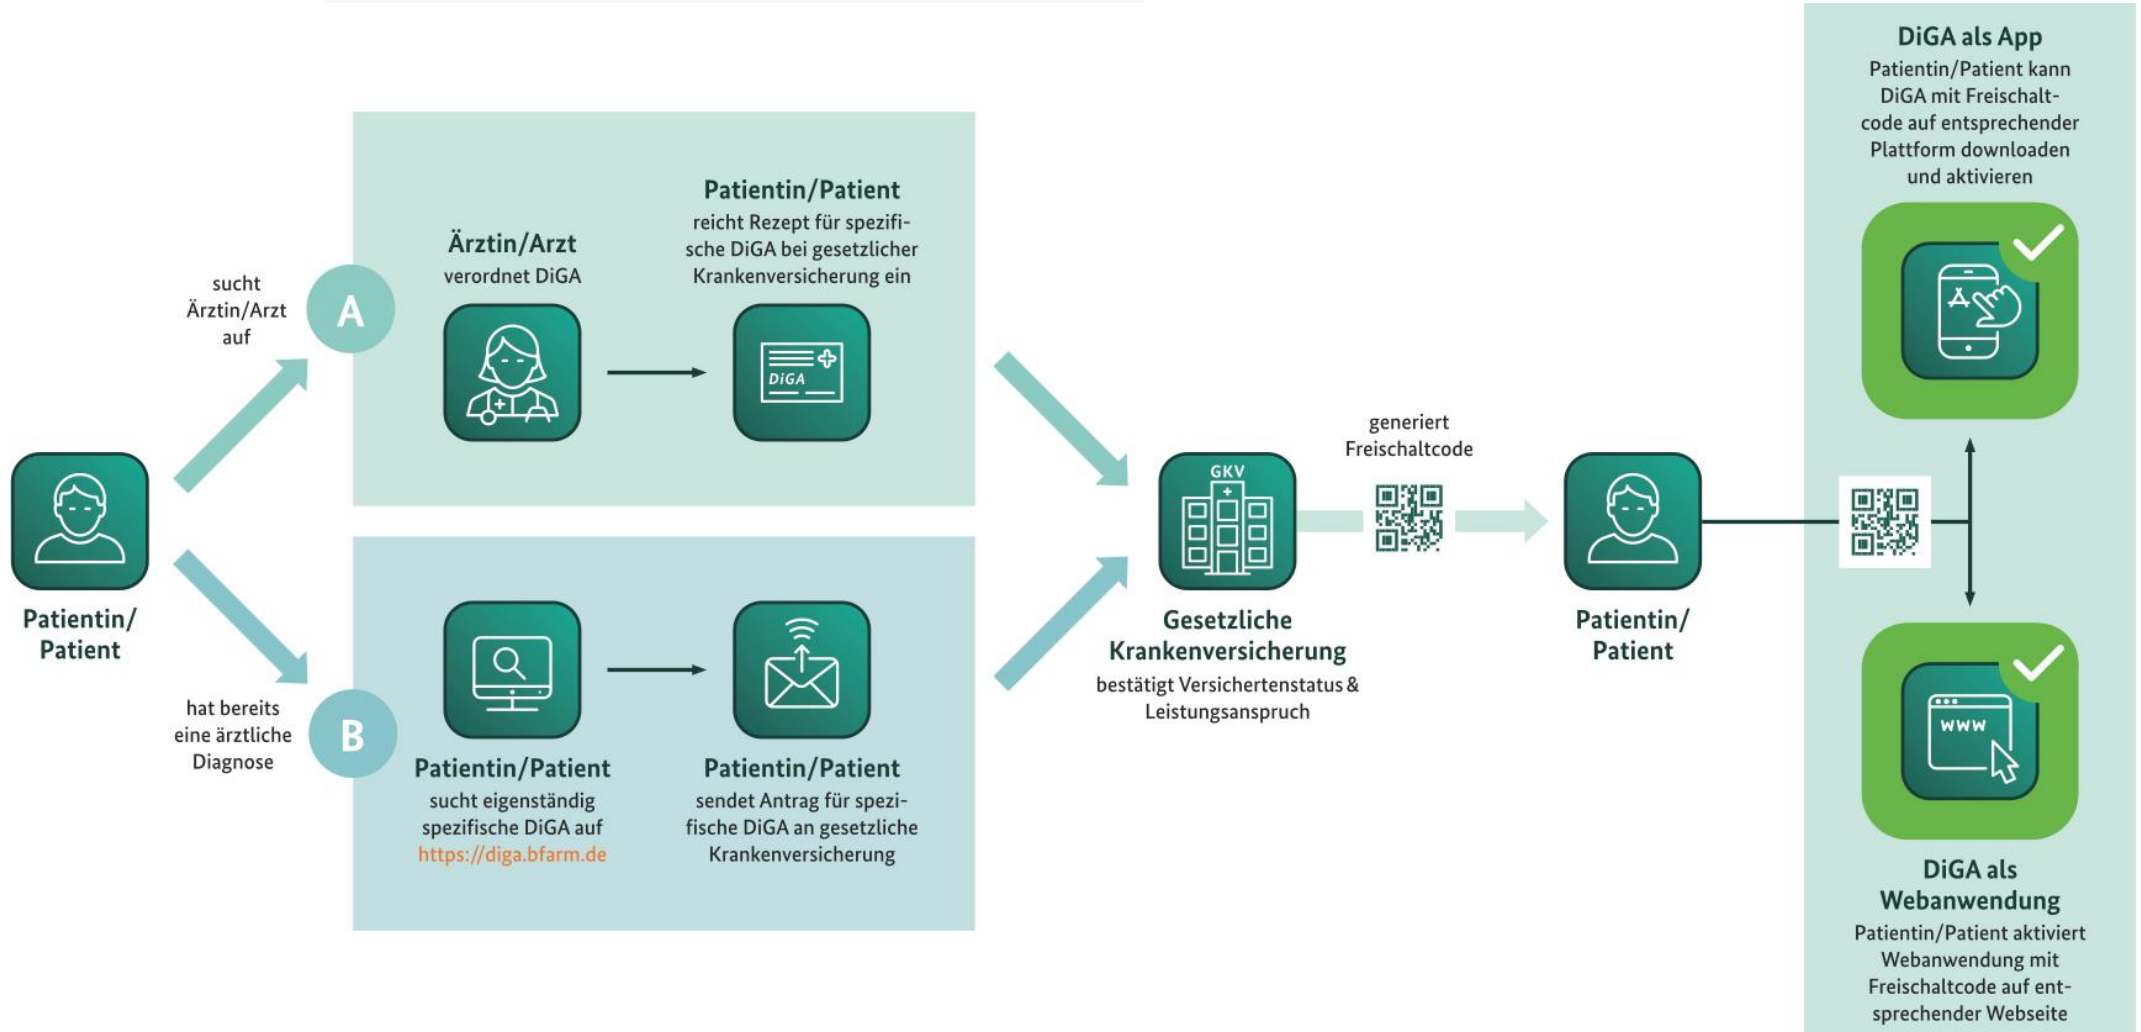 sucht
Ärztin/Arzt
auf
A
Ärztin/Arzt
verordnet DiGA
Patientin/Patient
reicht Rezept für spezifi-
sche DiGA bei gesetzlicher
Krankenversicherung ein
DiGA
Patientin/
Patient
hat bereits
eine ärztliche
Diagnose
B
Patientin/Patient
sucht eigenständig
spezifische DiGA auf
https://diga.bfarm.de
Patientin/Patient
sendet Antrag für spezi-
fische DiGA an gesetzliche
Krankenversicherung
GKV
Gesetzliche
Krankenversicherung
bestätigt Versichertenstatus &
Leistungsanspruch
generiert
Freischaltcode
Patientin/
Patient
DiGA als App
Patientin/Patient kann
DiGA mit Freischalt-
code auf entsprechender
Plattform downloaden
und aktivieren
www
DiGA als
Webanwendung
Patientin/Patient aktiviert
Webanwendung mit
Freischaltcode auf ent-
sprechender Webseite